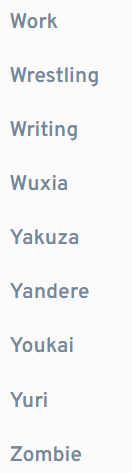 Work
Wrestling
Writing
Wuxia
Yakuza
Yandere
Youkai
Yuri
Zombie